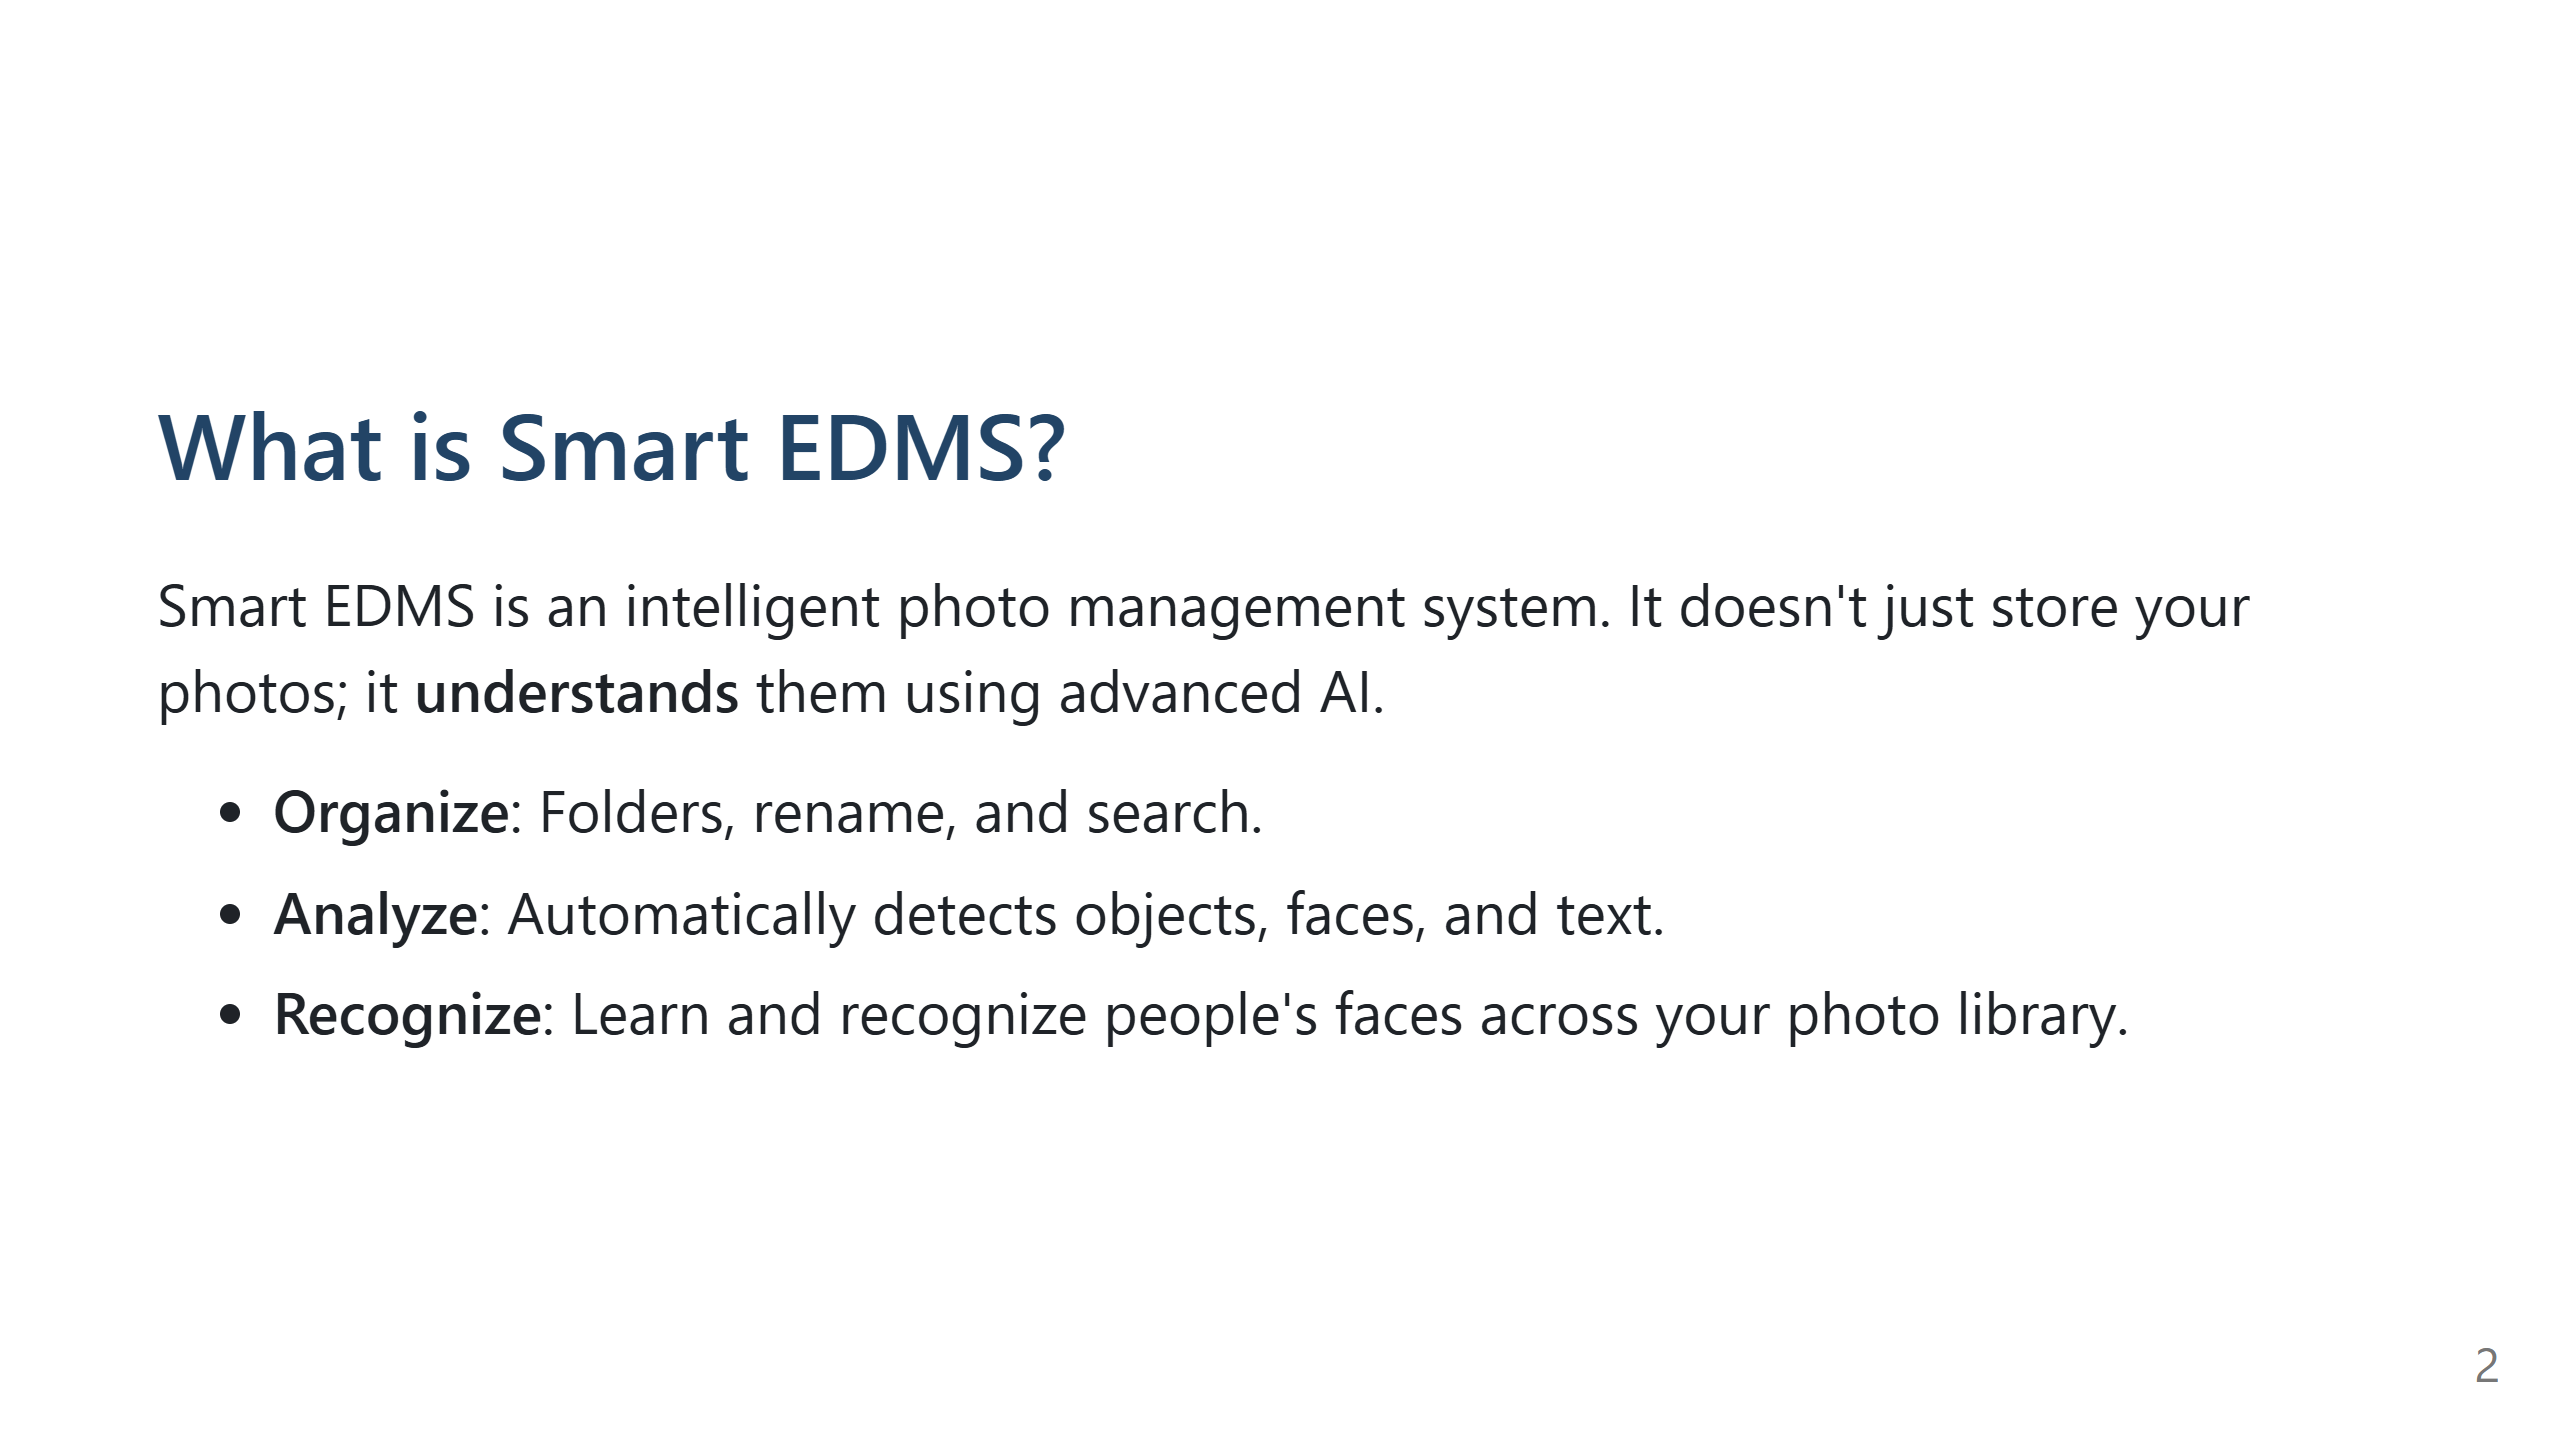 What is Smart EDMS?
Smart EDMS is an intelligent photo management system. It doesn't just store your
photos; it understands them using advanced AI.
• Organize: Folders, rename, and search.
• Analyze: Automatically detects objects, faces, and text.
• Recognize: Learn and recognize people's faces across your photo library.
2